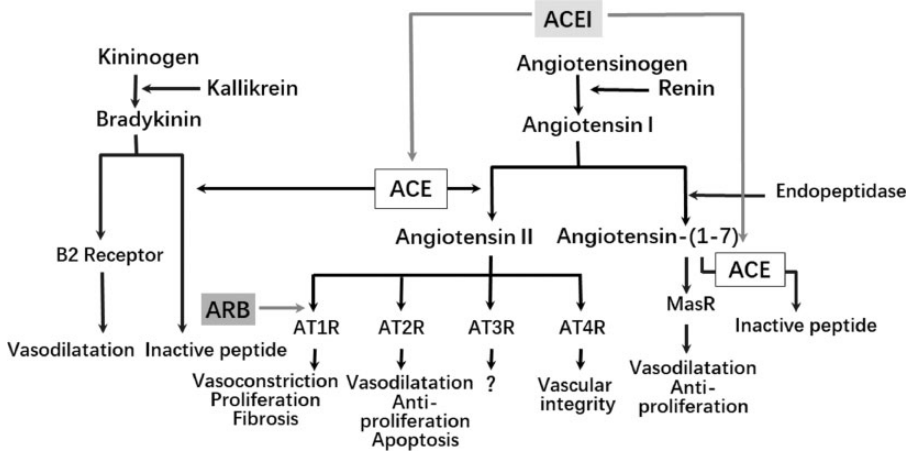 ACEI
Kininogen
Kallikrein
Bradykinin
Angiotensinogen
Renin
Angiotensin I
ACE
Endopeptidase
B2 Receptor
Angiotensin II
Angiotensin-(1-7)
ACE
ARB
AT1R
AT2R
AT3R
AT4R
MasR
Inactive peptide
Vasodilatation
Inactive peptide
Vasoconstriction
Proliferation
Fibrosis
Vasodilatation
Anti-
proliferation
Apoptosis
?
Vascular
integrity
Vasodilatation
Anti-
proliferation